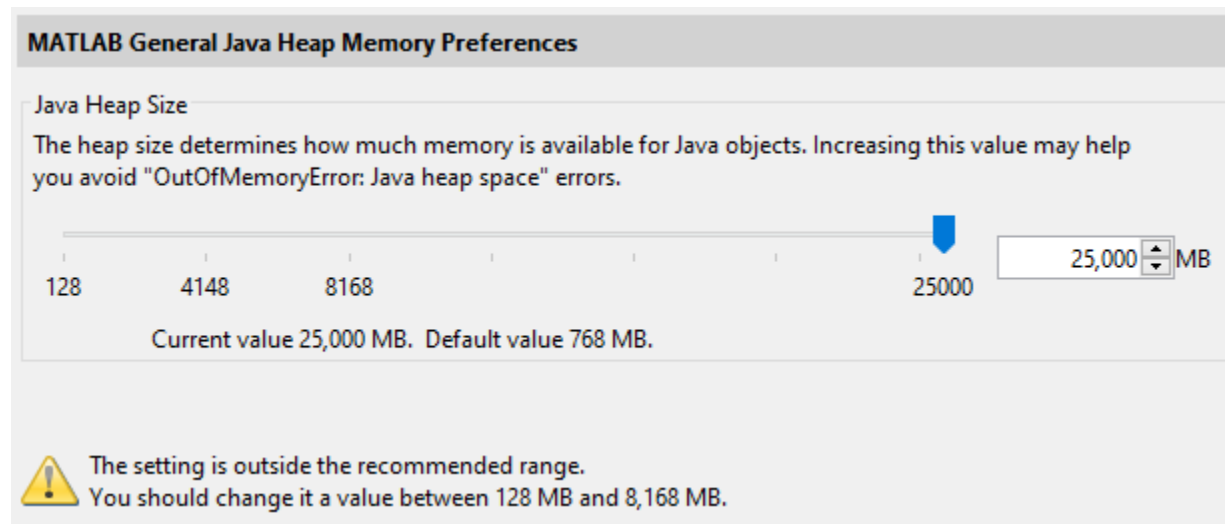 MATLAB General Java Heap Memory Preferences
Java Heap Size
The heap size determines how much memory is available for Java objects. Increasing this value may help
you avoid "OutOfMemoryError: Java heap space" errors.
25,000 MB
128 4148 8168 25000
Current value 25,000 MB. Default value 768 MB.
The setting is outside the recommended range.
You should change it a value between 128 MB and 8,168 MB.